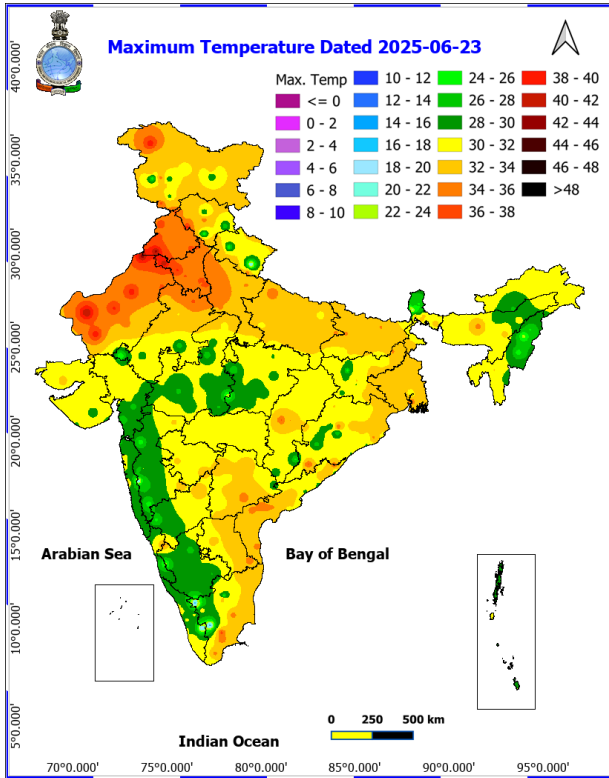 Maximum Temperature Dated 2025-06-23
Max. Temp
<= 0
0 - 2
2 - 4
4 - 6
6 - 8
8 - 10
10 - 12
12 - 14
14 - 16
16 - 18
18 - 20
20 - 22
22 - 24
24 - 26
26 - 28
28 - 30
30 - 32
32 - 34
34 - 36
36 - 38
38 - 40
40 - 42
42 - 44
44 - 46
46 - 48
>48
40°0.000'
35°0.000'
30°0.000'
25°0.000'
20°0.000'
15°0.000'
10°0.000'
5°0.000'
Arabian Sea
Bay of Bengal
Indian Ocean
0 250 500 km
70°0.000' 75°0.000' 80°0.000' 85°0.000' 90°0.000' 95°0.000'